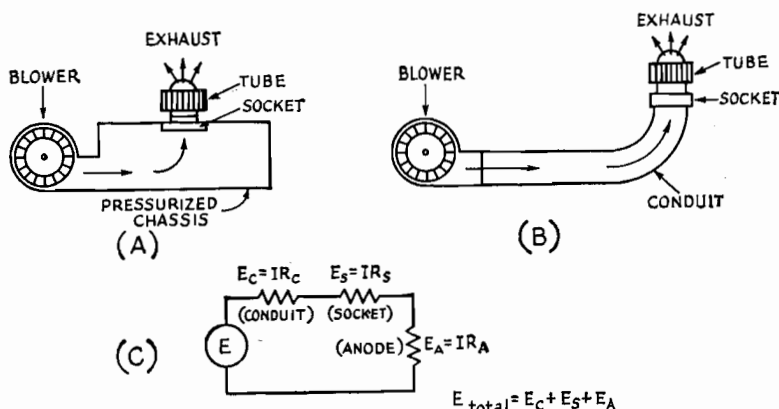 EXHAUST
BLOWER
TUBE
SOCKET
PRESSURIZED
CHASSIS
(A)
EXHAUST
BLOWER
TUBE
SOCKET
CONDUIT
(B)
(C)
E
E_C=IR_C
(CONDUIT)
E_S=IR_S
(SOCKET)
(ANODE) E_A=IR_A
E_total=E_C+E_S+E_A